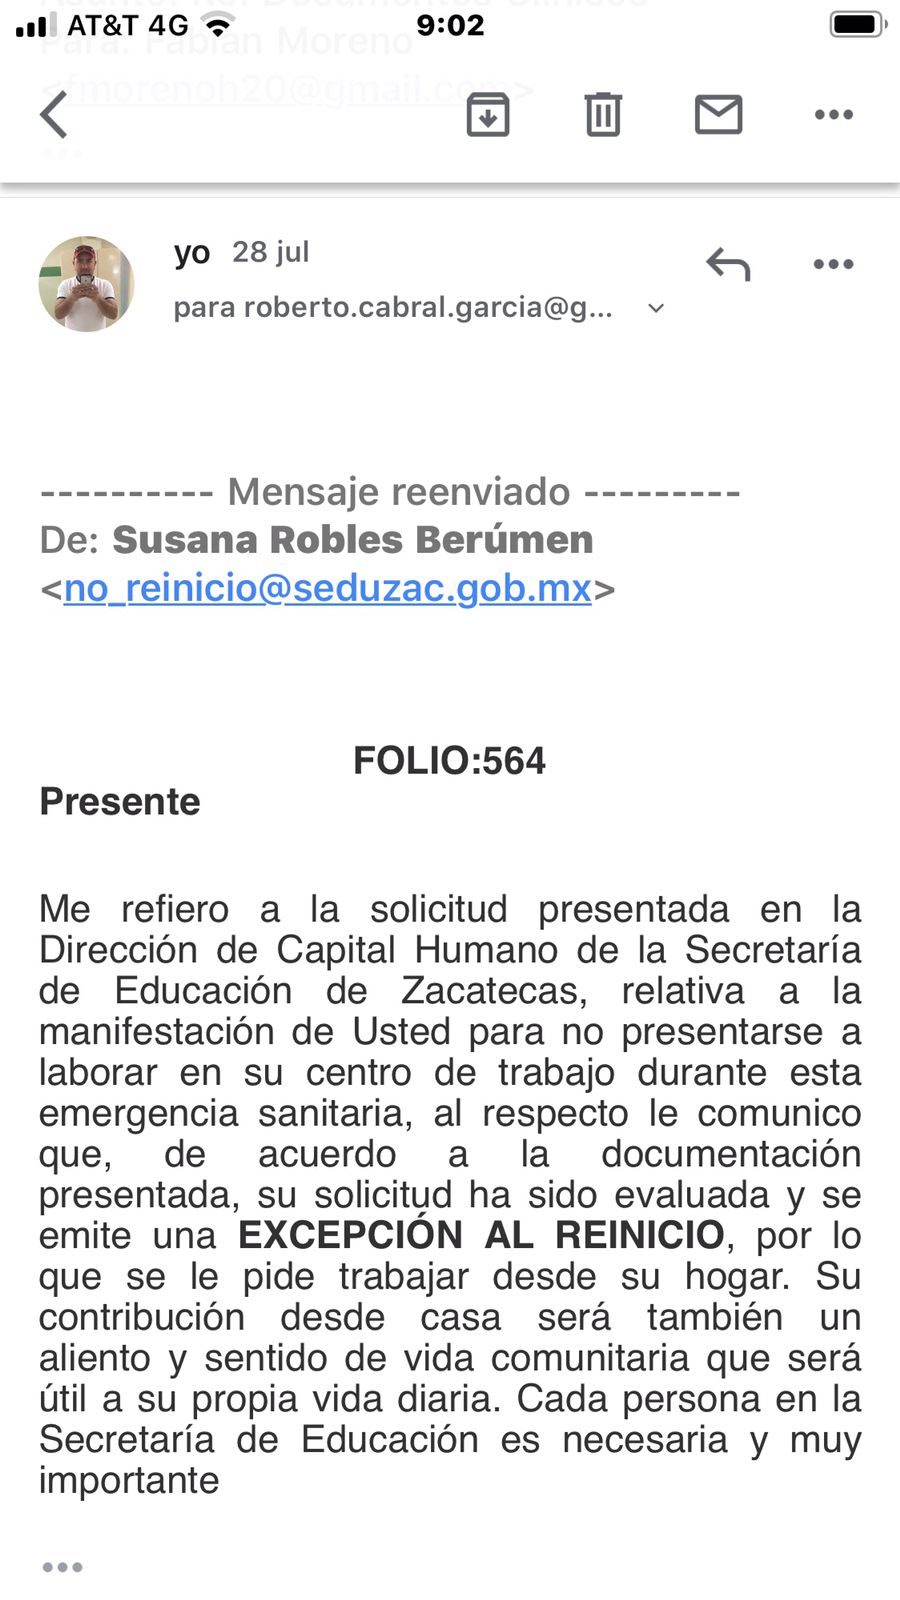 AT&T 4G 9:02
Para: Fabian Moreno
<fmorenoh20@gmail.com>
yo 28 jul
para roberto.cabral.garcia@g...
---------- Mensaje reenviado ---------
De: Susana Robles Berúmen
<no_reinicio@seduzac.gob.mx>
FOLIO:564
Presente
Me refiero a la solicitud presentada en la
Dirección de Capital Humano de la Secretaría
de Educación de Zacatecas, relativa a la
manifestación de Usted para no presentarse a
laborar en su centro de trabajo durante esta
emergencia sanitaria, al respecto le comunico
que, de acuerdo a la documentación
presentada, su solicitud ha sido evaluada y se
emite una EXCEPCIÓN AL REINICIO, por lo
que se le pide trabajar desde su hogar. Su
contribución desde casa será también un
aliento y sentido de vida comunitaria que será
útil a su propia vida diaria. Cada persona en la
Secretaría de Educación es necesaria y muy
importante